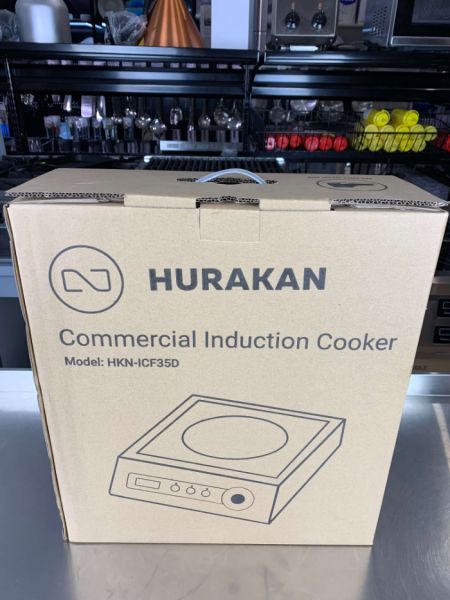 HURAKAN
Commercial Induction Cooker
Model: HKN-ICF35D